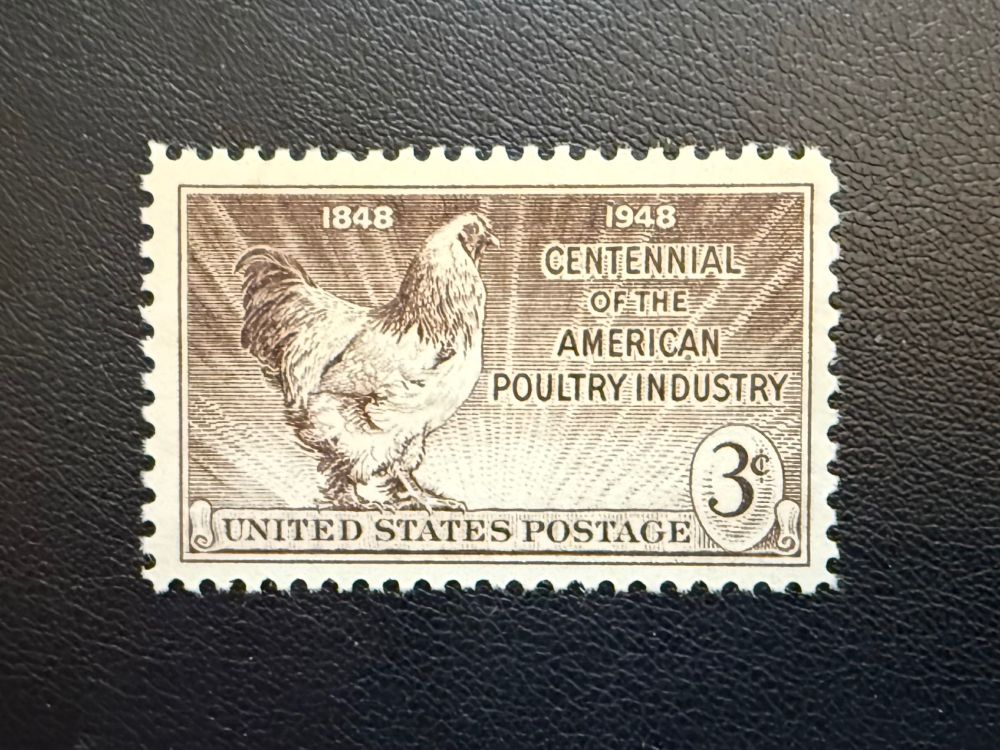 1848 1948
CENTENNIAL
OF THE
AMERICAN
POULTRY INDUSTRY
3¢
UNITED STATES POSTAGE